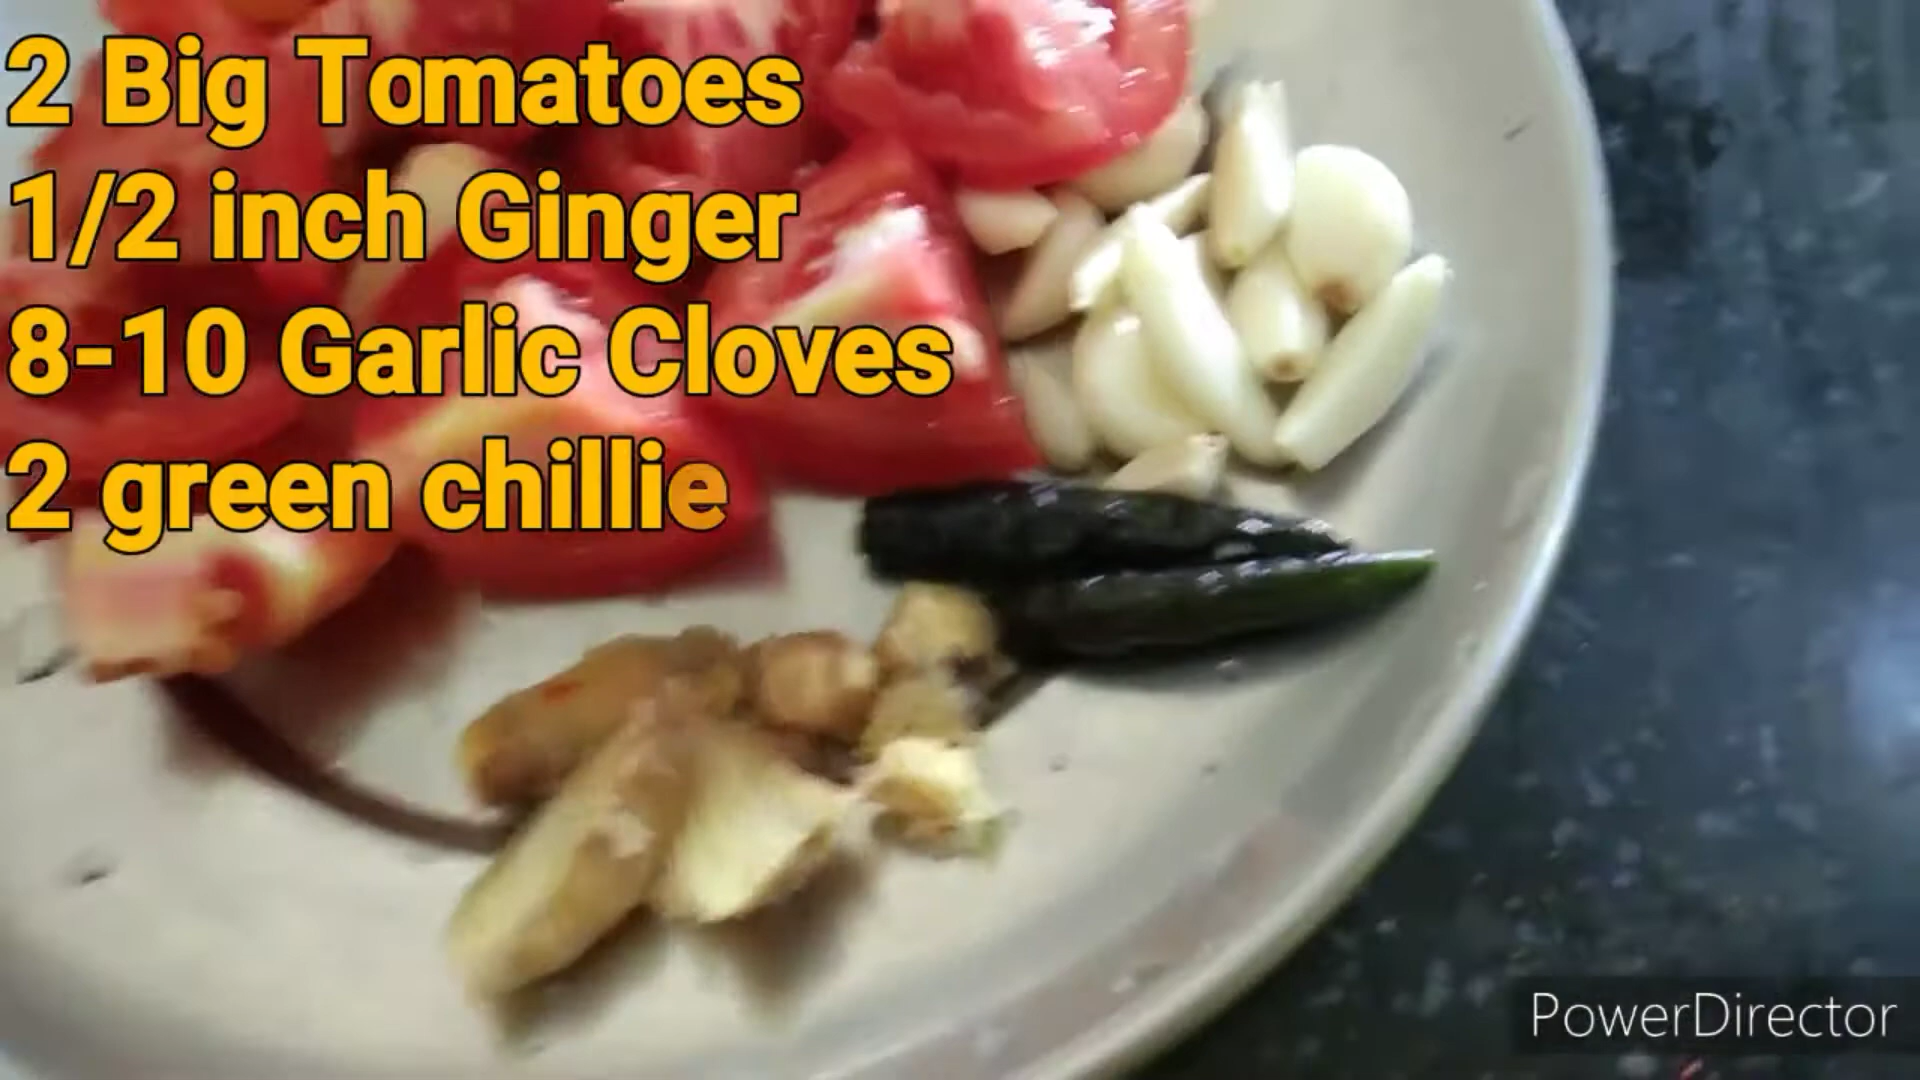 2 Big Tomatoes
1/2 inch Ginger
8-10 Garlic Cloves
2 green chillie
PowerDirector